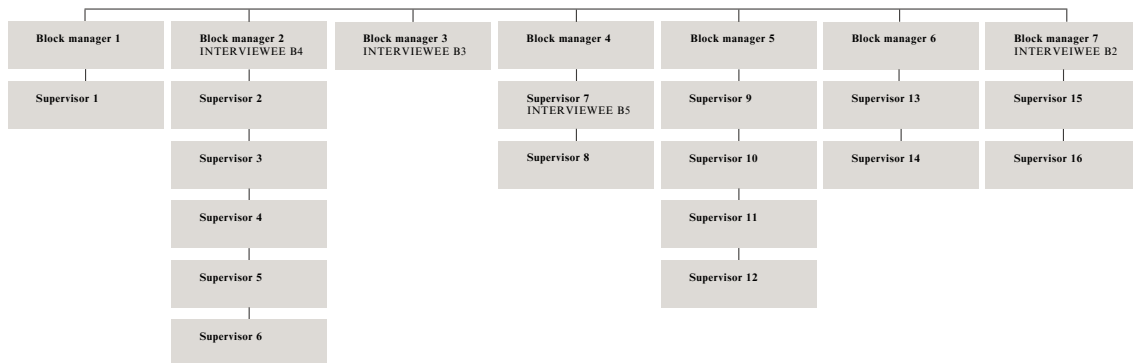 Block manager 1
Block manager 2
INTERVIEWEE B4
Block manager 3
INTERVIEWEE B3
Block manager 4
Block manager 5
Block manager 6
Block manager 7
INTERVEIWEE B2
Supervisor 1
Supervisor 2
Supervisor 7
INTERVIEWEE B5
Supervisor 9
Supervisor 13
Supervisor 15
Supervisor 3
Supervisor 8
Supervisor 10
Supervisor 14
Supervisor 16
Supervisor 4
Supervisor 11
Supervisor 5
Supervisor 12
Supervisor 6